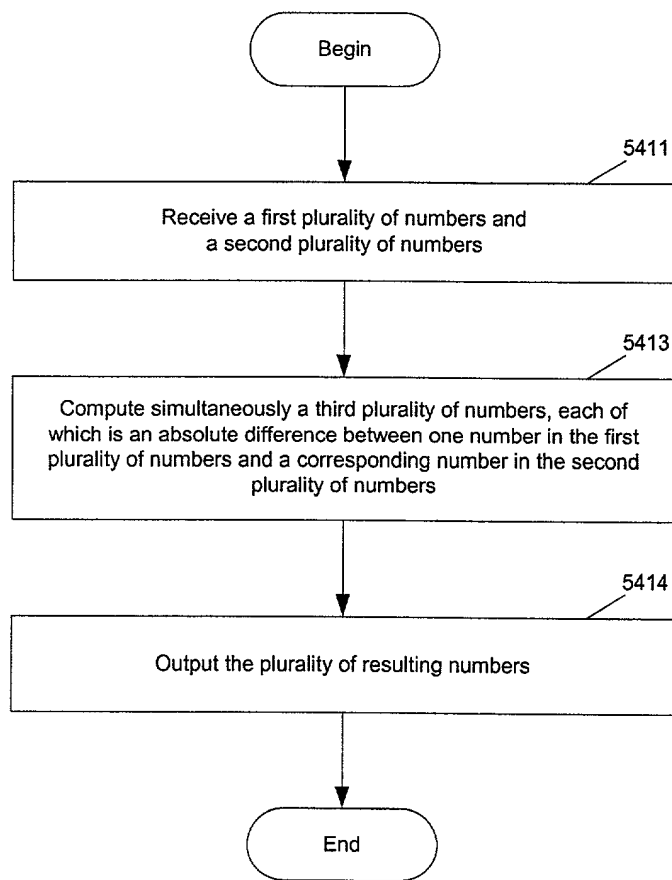 Begin
5411
Receive a first plurality of numbers and
a second plurality of numbers
5413
Compute simultaneously a third plurality of numbers, each of
which is an absolute difference between one number in the first
plurality of numbers and a corresponding number in the second
plurality of numbers
5414
Output the plurality of resulting numbers
End